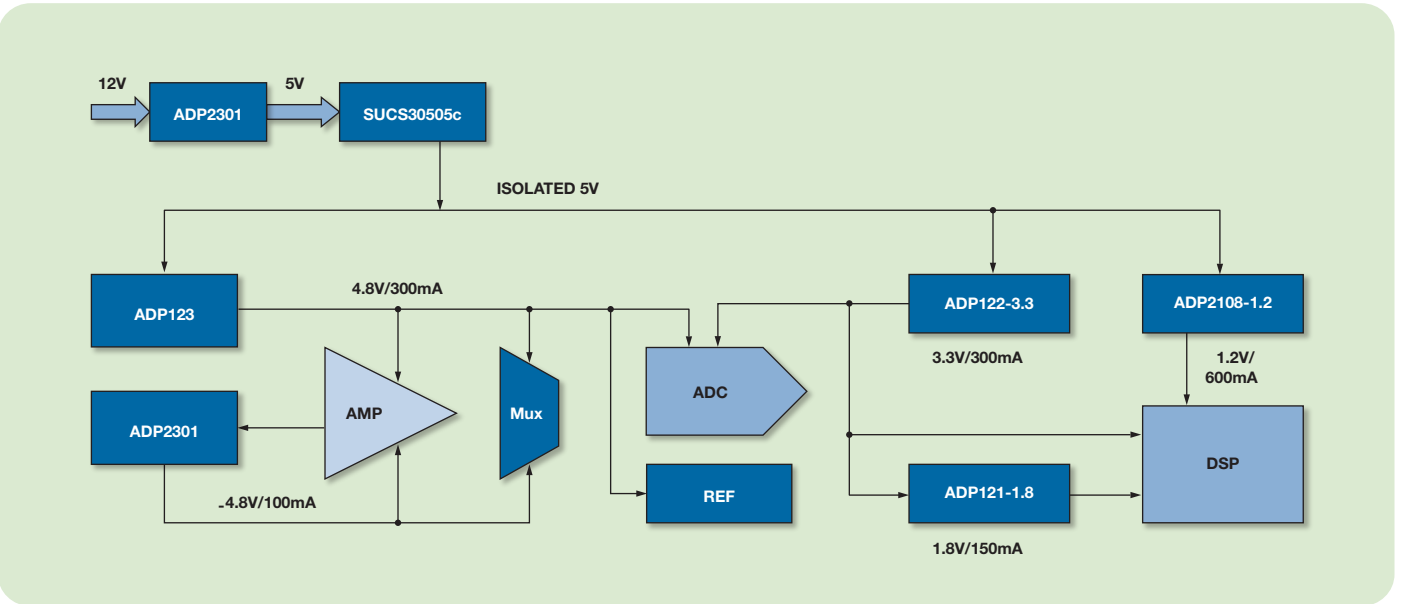 12V
ADP2301
5V
SUCS30505c
ISOLATED 5V
ADP123
4.8V/300mA
ADP122-3.3
3.3V/300mA
ADP2108-1.2
1.2V/
600mA
ADP2301
AMP
Mux
ADC
DSP
-4.8V/100mA
REF
ADP121-1.8
1.8V/150mA